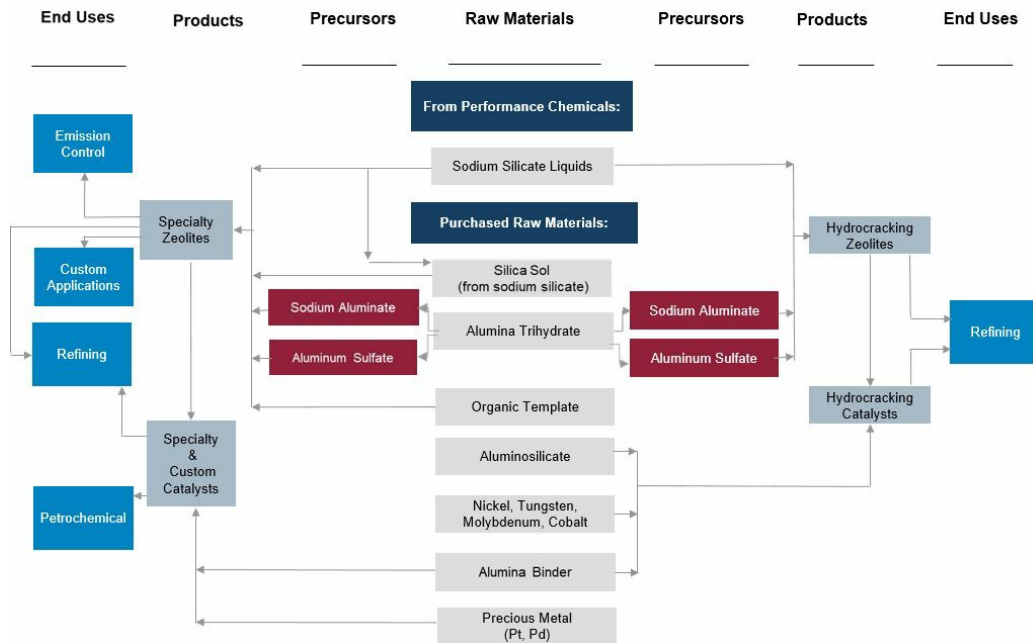 End Uses
Products
Precursors
Raw Materials
Precursors
Products
End Uses
From Performance Chemicals:
Emission
Control
Sodium Silicate Liquids
Specialty
Zeolites
Purchased Raw Materials:
Hydrocracking
Zeolites
Custom
Applications
Silica Sol
(from sodium silicate)
Sodium Aluminate
Sodium Aluminate
Alumina Trihydrate
Refining
Refining
Aluminum Sulfate
Aluminum Sulfate
Organic Template
Hydrocracking
Catalysts
Specialty
&
Custom
Catalysts
Aluminosilicate
Petrochemical
Nickel, Tungsten,
Molybdenum, Cobalt
Alumina Binder
Precious Metal
(Pt, Pd)